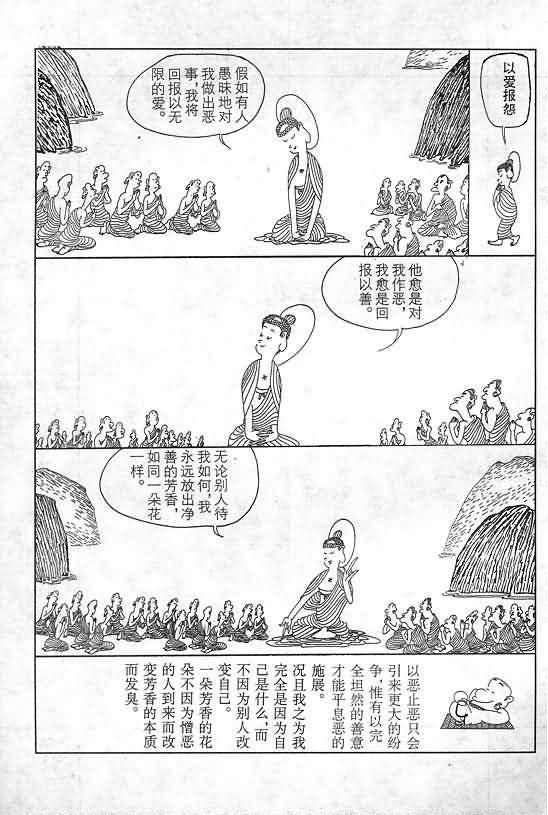 以爱报怨
假如有人
愚昧地对
我做出恶
事，我将
回报以无
限的爱。
他愈是对
我作恶，
我愈是回
报以善。
无论别人待
我如何，我
永远放出净
善的芳香，
如同一朵花
一样。
以恶止恶只会
引来更大的纷
争，惟有以完
全坦然的善意
才能平息恶的
施展。
况且我之为我
完全是因为自
己是什么，而
不因为别人改
变自己。
一朵芳香的花
朵不因为憎恶
的人到来而改
变芳香的本质
而发臭。